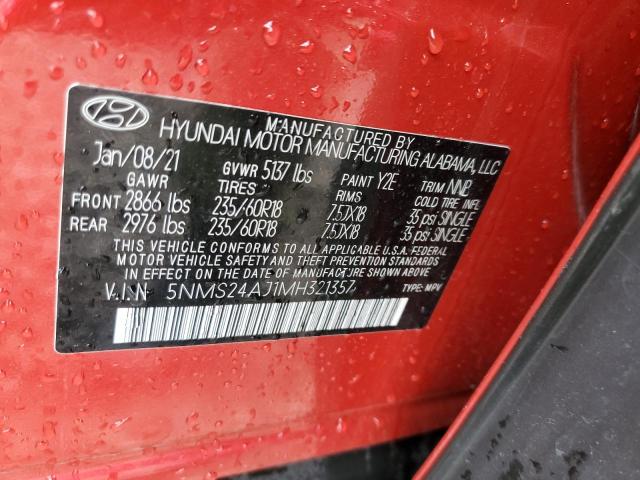 MANUFACTURED BY
HYUNDAI MOTOR MANUFACTURING ALABAMA, LLC
Jan/08/21 GVWR 5137 lbs PAINT Y2E TRIM NNB
GAWR TIRES RIMS COLD TIRE INFL
FRONT 2866 lbs 235/60R18 7.5JX18 35 psi SINGLE
REAR 2976 lbs 235/60R18 7.5JX18 35 psi SINGLE
THIS VEHICLE CONFORMS TO ALL APPLICABLE U.S.A FEDERAL
MOTOR VEHICLE SAFETY AND THEFT PREVENTION STANDARDS
IN EFFECT ON THE DATE OF MANUFACTURE SHOWN ABOVE.
V.I.N 5NMS24AJ1MH321357 TYPE: MPV